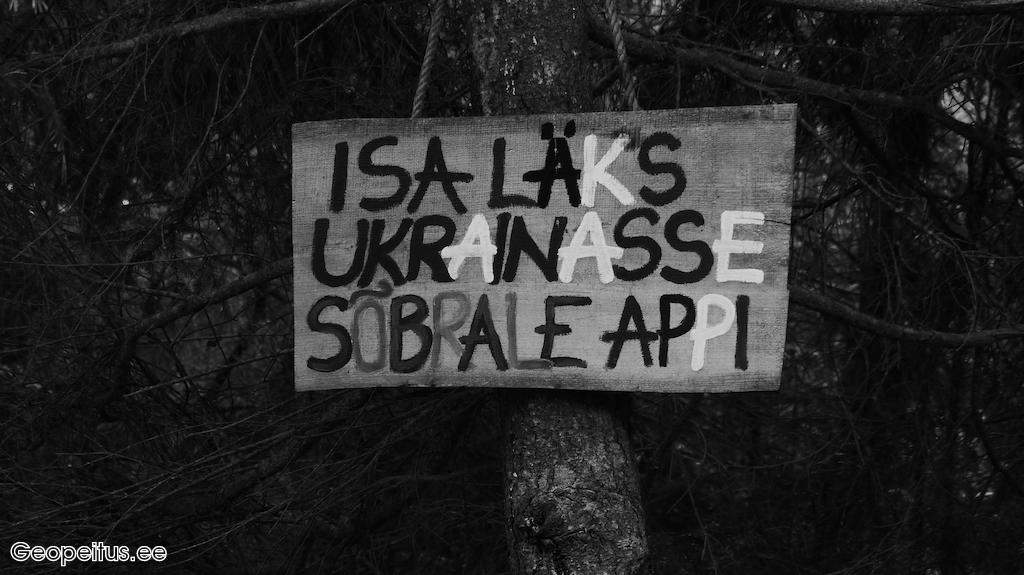 ISA LÄKS
UKRAINASSE
SÕBRALE APPI
Geopeitus.ee